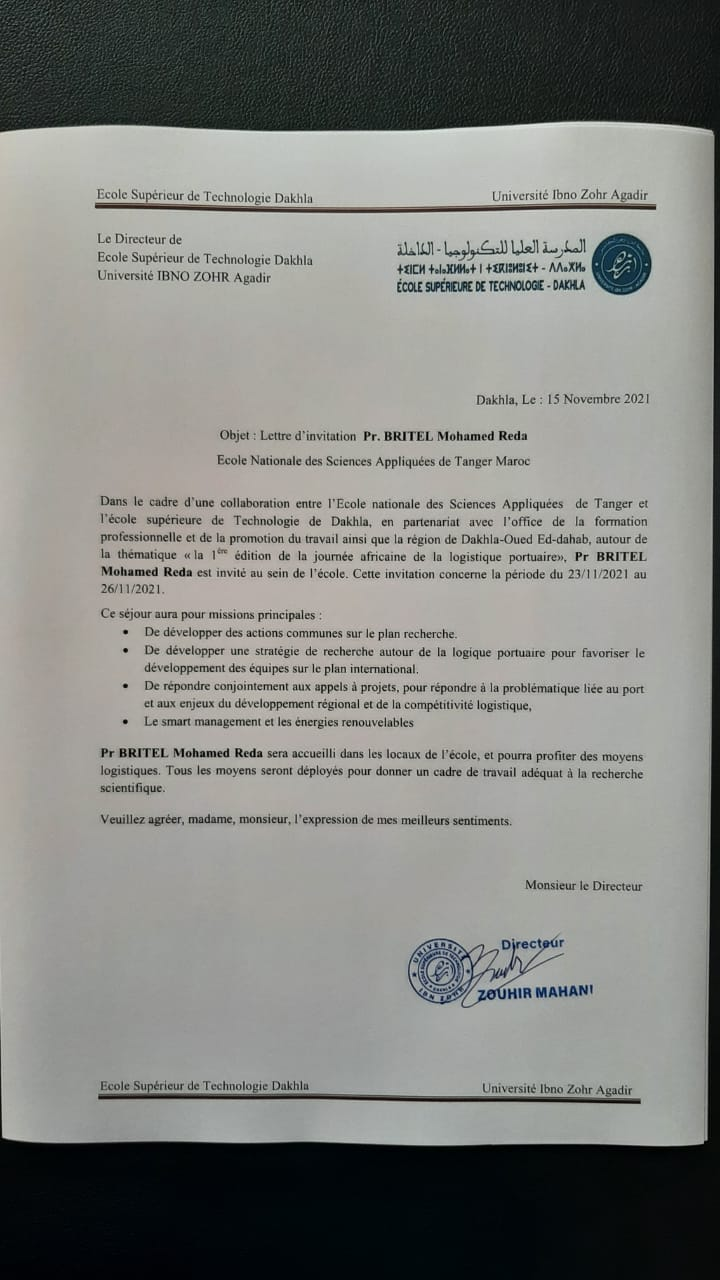 Ecole Supérieur de Technologie Dakhla Université Ibno Zohr Agadir
Le Directeur de
Ecole Supérieur de Technologie Dakhla
Université IBNO ZOHR Agadir
المدرسة العليا للتكنولوجيا - الداخلة
ⵜⵉⵏⵎⵍ ⵜⴰⵏⴰⴼⵍⵍⴰⵜ ⵏ ⵜⵉⴽⵏⵓⵍⵓⵊⵉⵜ - ⴷⴷⴰⵅⵍⴰ
ÉCOLE SUPÉRIEURE DE TECHNOLOGIE - DAKHLA
Dakhla, Le : 15 Novembre 2021
Objet : Lettre d’invitation Pr. BRITEL Mohamed Reda
Ecole Nationale des Sciences Appliquées de Tanger Maroc
Dans le cadre d’une collaboration entre l’Ecole nationale des Sciences Appliquées de Tanger et
l’école supérieure de Technologie de Dakhla, en partenariat avec l’office de la formation
professionnelle et de la promotion du travail ainsi que la région de Dakhla-Oued Ed-dahab, autour de
la thématique « la 1ère édition de la journée africaine de la logistique portuaire», Pr BRITEL
Mohamed Reda est invité au sein de l’école. Cette invitation concerne la période du 23/11/2021 au
26/11/2021.
Ce séjour aura pour missions principales :
• De développer des actions communes sur le plan recherche.
• De développer une stratégie de recherche autour de la logique portuaire pour favoriser le
développement des équipes sur le plan international.
• De répondre conjointement aux appels à projets, pour répondre à la problématique liée au port
et aux enjeux du développement régional et de la compétitivité logistique,
• Le smart management et les énergies renouvelables
Pr BRITEL Mohamed Reda sera accueilli dans les locaux de l’école, et pourra profiter des moyens
logistiques. Tous les moyens seront déployés pour donner un cadre de travail adéquat à la recherche
scientifique.
Veuillez agréer, madame, monsieur, l’expression de mes meilleurs sentiments.
Monsieur le Directeur
Directeur
ZOUHIR MAHANI
UNIVERSITÉ
IBN ZOHR
Ecole Supérieur de Technologie Dakhla Université Ibno Zohr Agadir